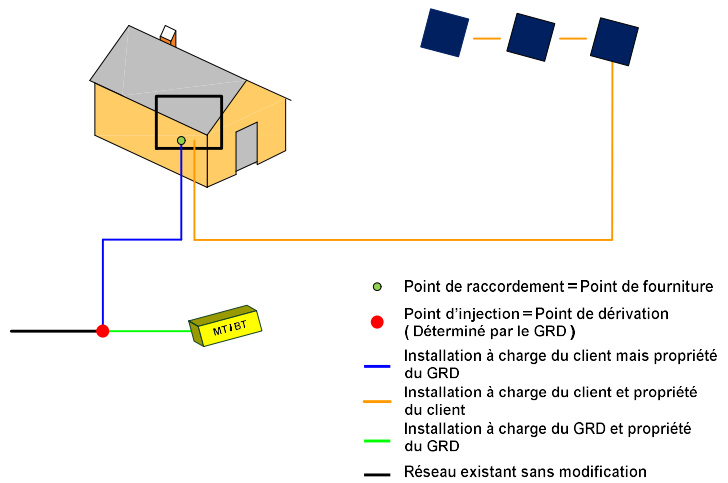 MT/BT
Point de raccordement = Point de fourniture
Point d'injection = Point de dérivation
( Déterminé par le GRD )
Installation à charge du client mais propriété
du GRD
Installation à charge du client et propriété
du client
Installation à charge du GRD et propriété
du GRD
Réseau existant sans modification